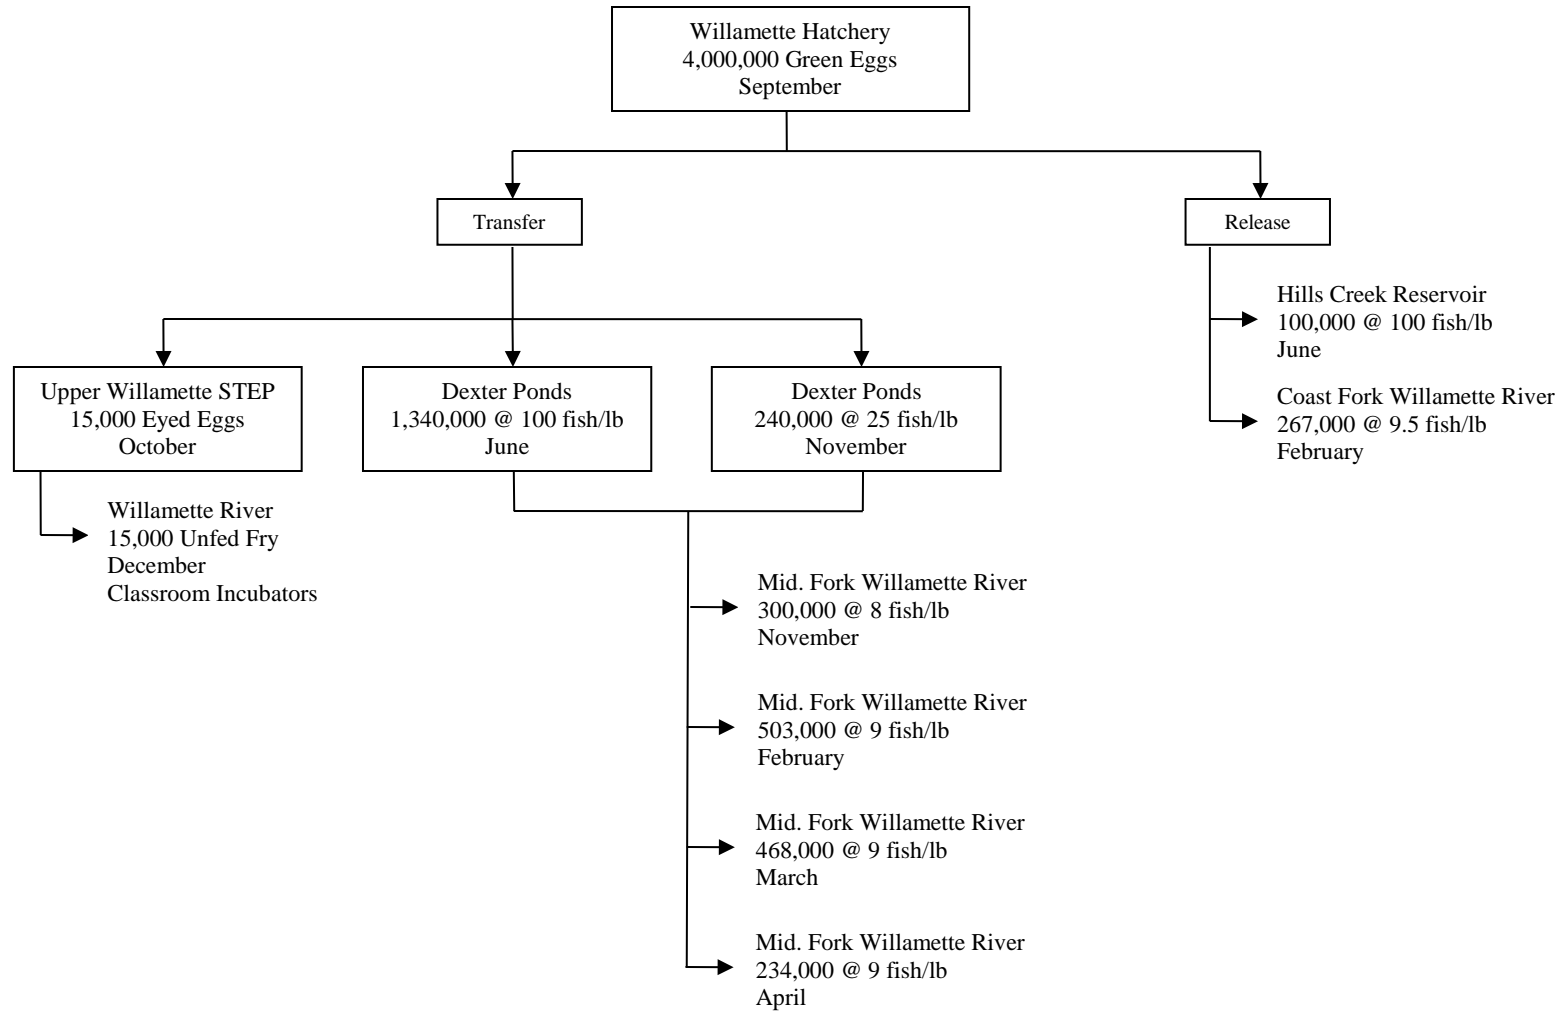 Willamette Hatchery
4,000,000 Green Eggs
September
Transfer
Release
Hills Creek Reservoir
100,000 @ 100 fish/lb
June
Coast Fork Willamette River
267,000 @ 9.5 fish/lb
February
Upper Willamette STEP
15,000 Eyed Eggs
October
Dexter Ponds
1,340,000 @ 100 fish/lb
June
Dexter Ponds
240,000 @ 25 fish/lb
November
Willamette River
15,000 Unfed Fry
December
Classroom Incubators
Mid. Fork Willamette River
300,000 @ 8 fish/lb
November
Mid. Fork Willamette River
503,000 @ 9 fish/lb
February
Mid. Fork Willamette River
468,000 @ 9 fish/lb
March
Mid. Fork Willamette River
234,000 @ 9 fish/lb
April